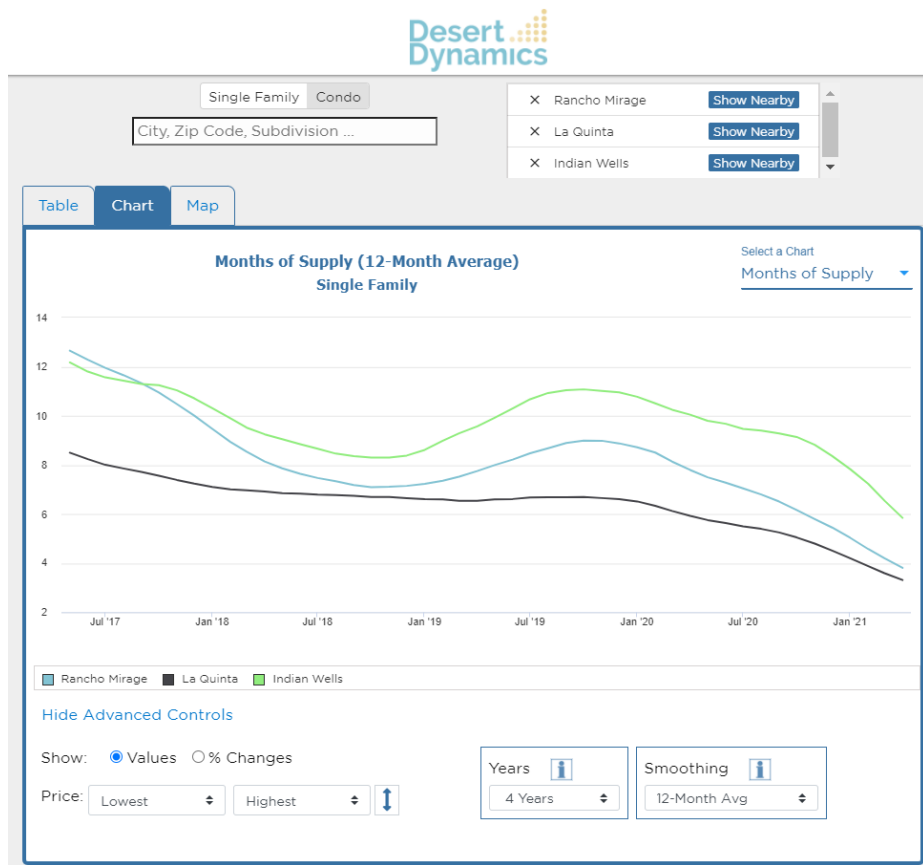 Desert
Dynamics
Single Family Condo
City, Zip Code, Subdivision ...
× Rancho Mirage Show Nearby
× La Quinta Show Nearby
× Indian Wells Show Nearby
Table Chart Map
Months of Supply (12-Month Average)
Single Family
Select a Chart
Months of Supply
14
12
10
8
6
4
2
Jul '17 Jan '18 Jul '18 Jan '19 Jul '19 Jan '20 Jul '20 Jan '21
Rancho Mirage La Quinta Indian Wells
Hide Advanced Controls
Show: Values % Changes
Price: Lowest Highest
Years i
4 Years
Smoothing i
12-Month Avg